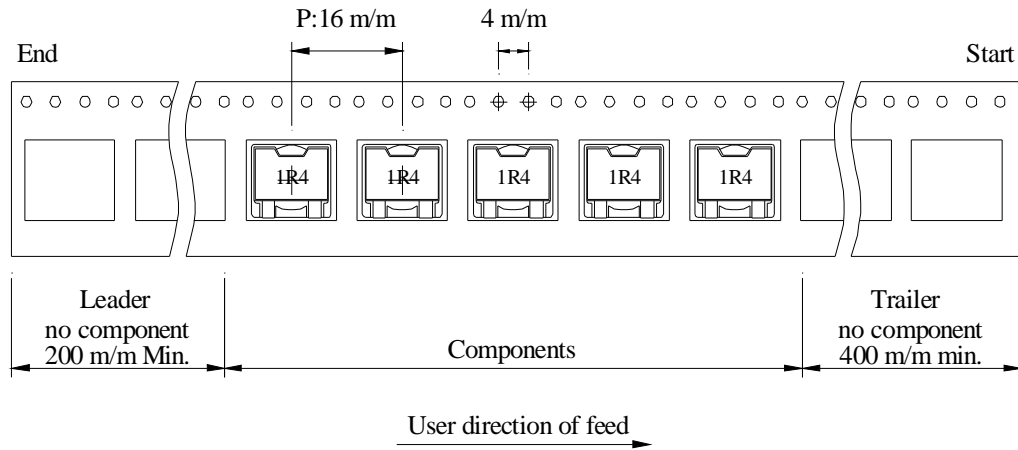 P:16 m/m
4 m/m
End
Start
1R4
1R4
1R4
1R4
1R4
Leader
no component
200 m/m Min.
Components
Trailer
no component
400 m/m min.
User direction of feed